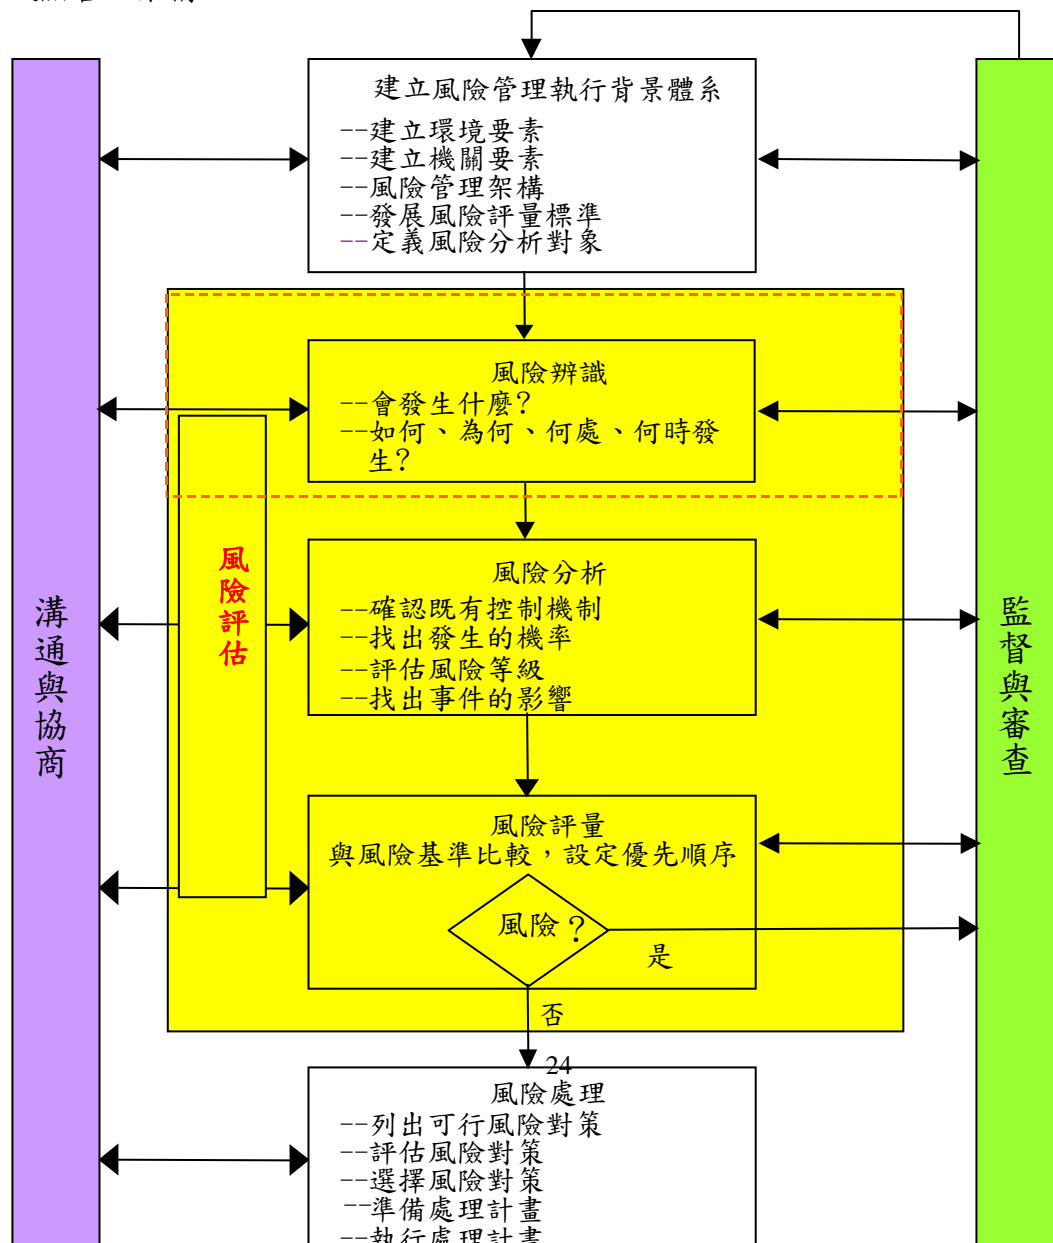 建立風險管理執行背景體系
--建立環境要素
--建立機關要素
--風險管理架構
--發展風險評量標準
--定義風險分析對象
風險辨識
--會發生什麼?
--如何、為何、何處、何時發
生?
風險評估
風險分析
--確認既有控制機制
--找出發生的機率
--評估風險等級
--找出事件的影響
溝通與協商
監督與審查
風險評量
與風險基準比較，設定優先順序
風險？
是
否
24
風險處理
--列出可行風險對策
--評估風險對策
--選擇風險對策
--準備處理計畫
--執行處理計畫